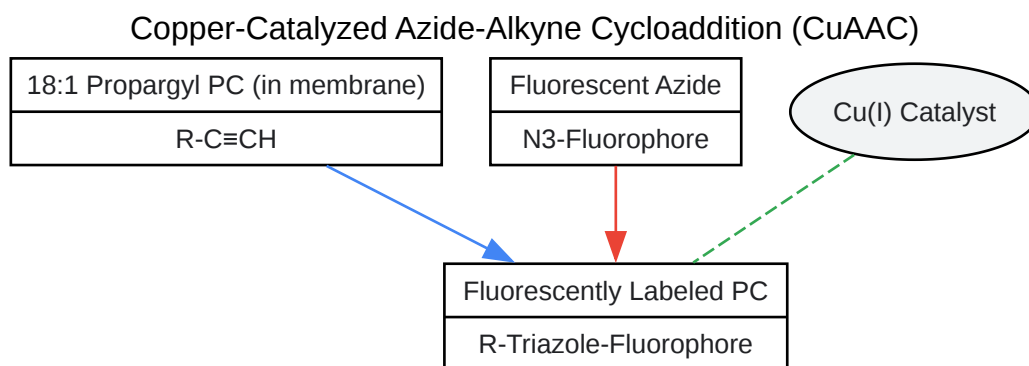 Copper-Catalyzed Azide-Alkyne Cycloaddition (CuAAC)
18:1 Propargyl PC (in membrane)
R-C≡CH
Fluorescent Azide
N3-Fluorophore
Cu(I) Catalyst
Fluorescently Labeled PC
R-Triazole-Fluorophore